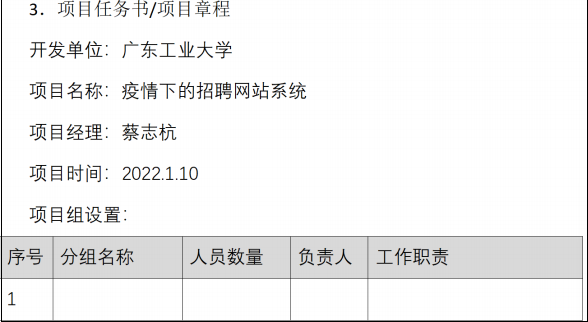 3. 项目任务书/项目章程
开发单位：广东工业大学
项目名称：疫情下的招聘网站系统
项目经理：蔡志杭
项目时间：2022.1.10
项目组设置：
序号 分组名称 人员数量 负责人 工作职责
1